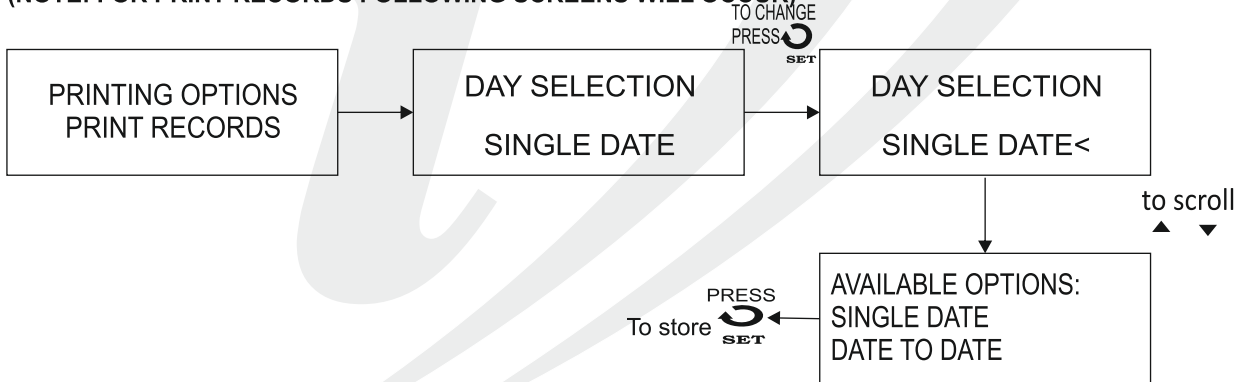 TO CHANGE
PRESS
SET
PRINTING OPTIONS
PRINT RECORDS
DAY SELECTION
SINGLE DATE
DAY SELECTION
SINGLE DATE<
to scroll
▲ ▼
AVAILABLE OPTIONS:
SINGLE DATE
DATE TO DATE
PRESS
To store
SET